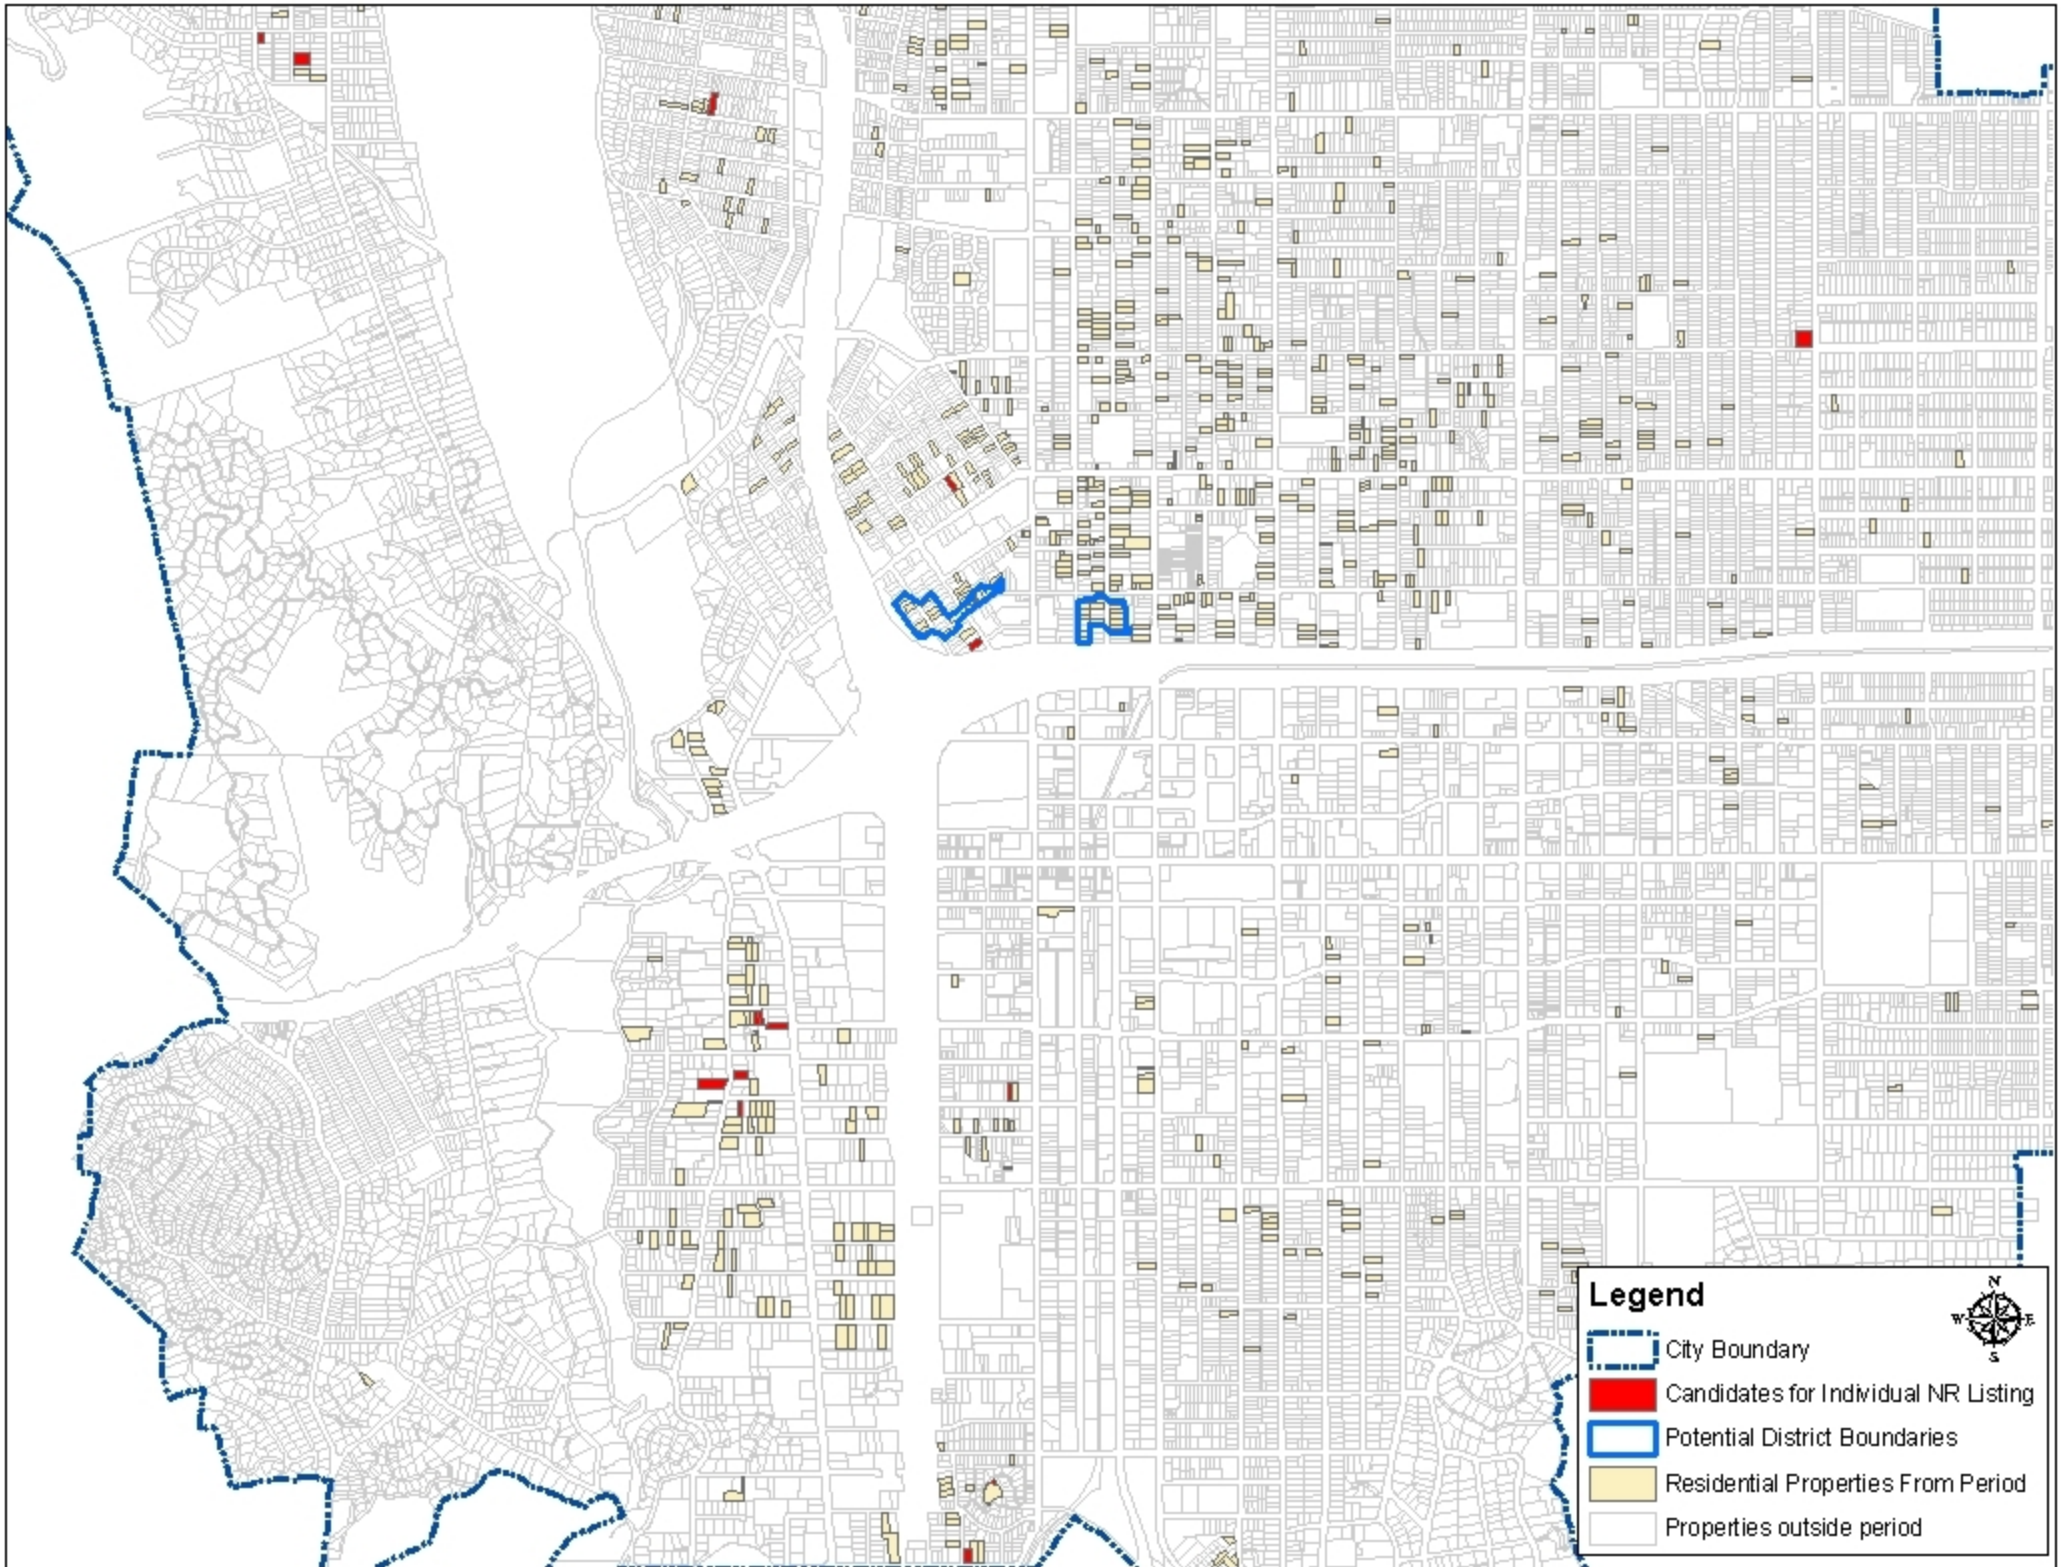 Legend
N
W E
S
City Boundary
Candidates for Individual NR Listing
Potential District Boundaries
Residential Properties From Period
Properties outside period